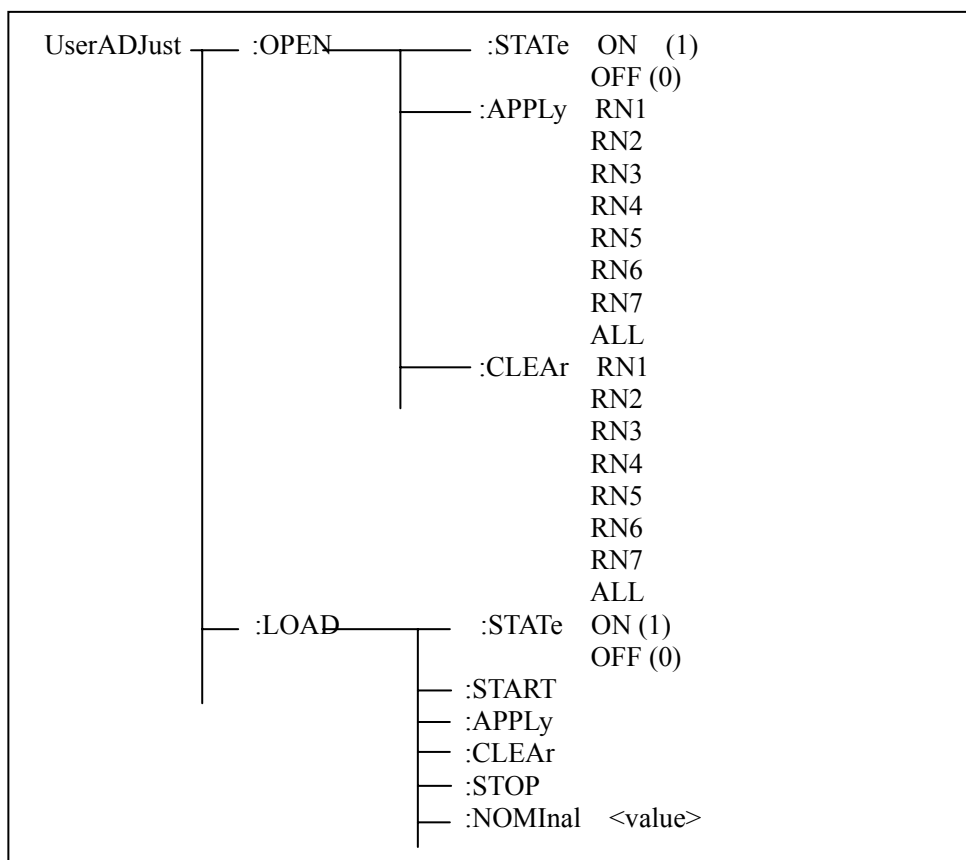 UserADJust :OPEN :STATe ON (1)
OFF (0)
:APPLy RN1
RN2
RN3
RN4
RN5
RN6
RN7
ALL
:CLEAr RN1
RN2
RN3
RN4
RN5
RN6
RN7
ALL
:LOAD :STATe ON (1)
OFF (0)
:START
:APPLy
:CLEAr
:STOP
:NOMInal <value>